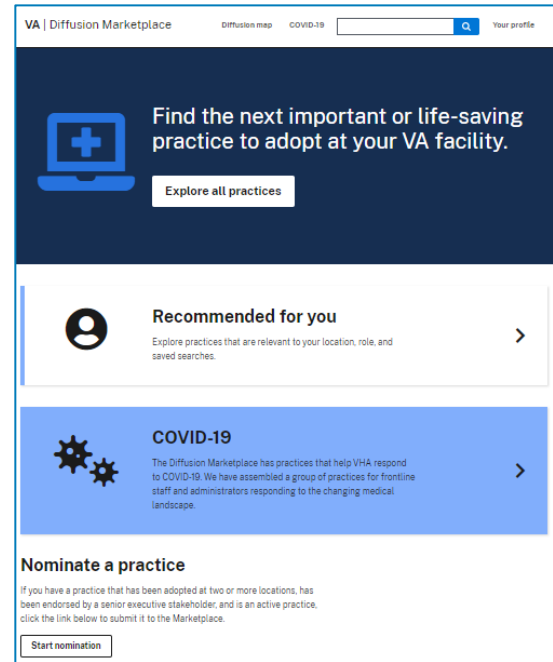 VA | Diffusion Marketplace
Diffusion map
COVID-19
Your profile
Find the next important or life-saving
practice to adopt at your VA facility.
Explore all practices
Recommended for you
Explore practices that are relevant to your location, role, and
saved searches.
COVID-19
The Diffusion Marketplace has practices that help VHA respond
to COVID-19. We have assembled a group of practices for frontline
staff and administrators responding to the changing medical
landscape.
Nominate a practice
If you have a practice that has been adopted at two or more locations, has
been endorsed by a senior executive stakeholder, and is an active practice,
click the link below to submit it to the Marketplace.
Start nomination